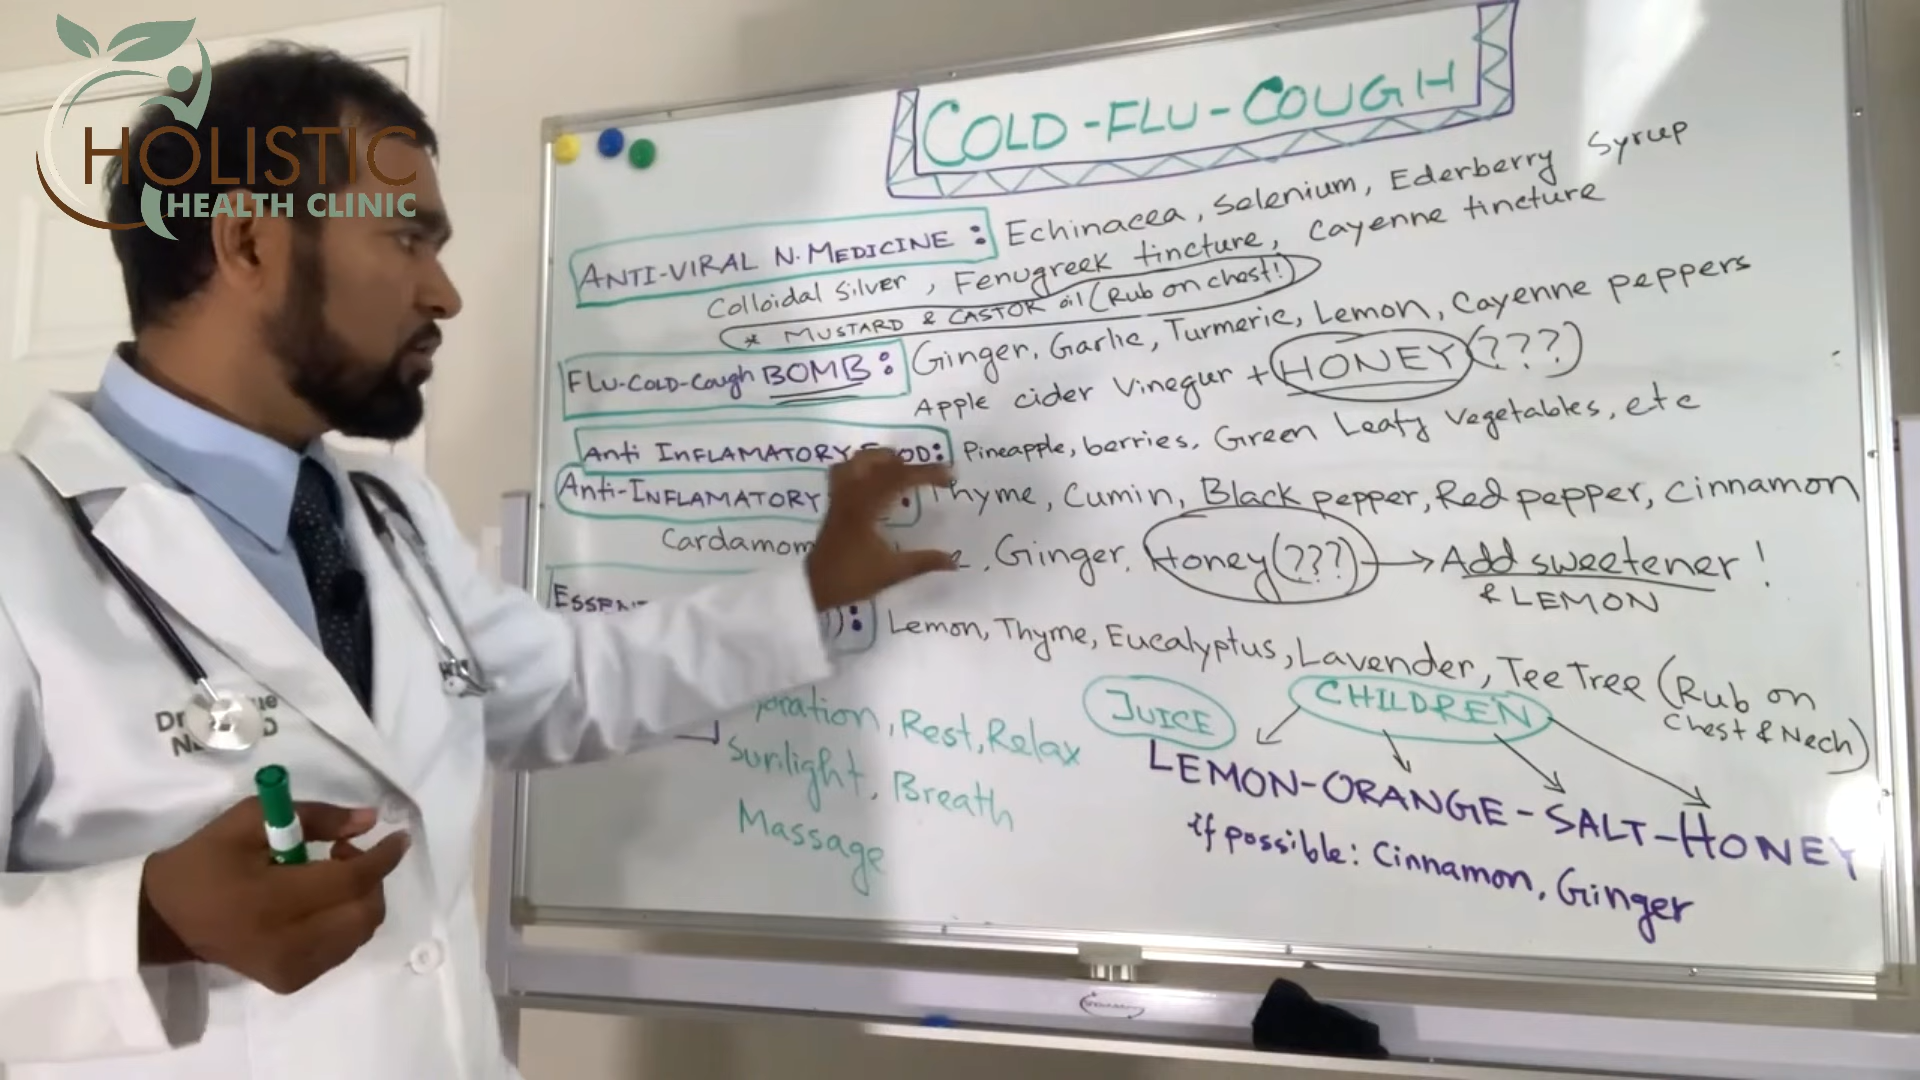 HOLISTIC
HEALTH CLINIC
COLD-FLU-COUGH
ANTI-VIRAL N. MEDICINE : Echinacea, Selenium, Ederberry Syrup
Colloidal Silver, Fenugreek tincture, Cayenne tincture
* MUSTARD & CASTOR oil (Rub on chest!)
FLU-COLD-Cough BOMB : Ginger, Garlic, Turmeric, Lemon, Cayenne peppers
Apple cider Vinegur + HONEY (???)
Anti INFLAMATORY FOOD: Pineapple, berries, Green Leafy Vegetables, etc
Anti-INFLAMATORY : Thyme, Cumin, Black pepper, Red pepper, Cinnamon
Cardamom , Ginger, Honey (???) → Add sweetener!
& LEMON
: Lemon, Thyme, Eucalyptus, Lavender, Tee Tree (Rub on
Chest & Nech)
, Rest, Relax
Sunlight, Breath
Massage
JUICE
CHILDREN
LEMON-ORANGE-SALT-HONEY
if possible: Cinnamon, Ginger
Dr